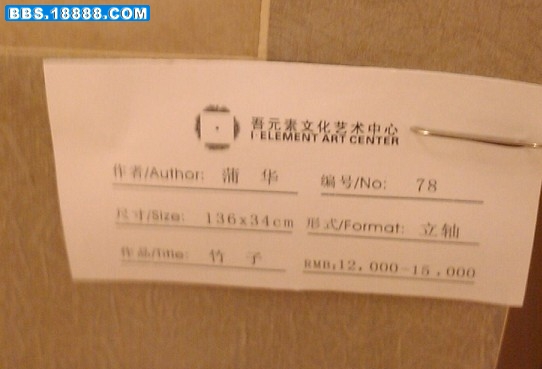 BBS.18888.COM
吾元素文化艺术中心
I ELEMENT ART CENTER
作者/Author: 蒲 华
编号/No: 78
尺寸/Size: 136x34cm
形式/Format: 立轴
作品/Title: 竹 子
RMB:12,000-15,000